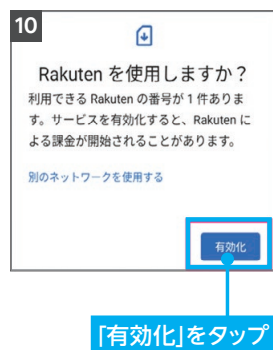 10
Rakuten を使用しますか？
利用できる Rakuten の番号が 1 件ありま
す。サービスを有効化すると、Rakuten に
よる課金が開始されることがあります。
別のネットワークを使用する
有効化
「有効化」をタップ